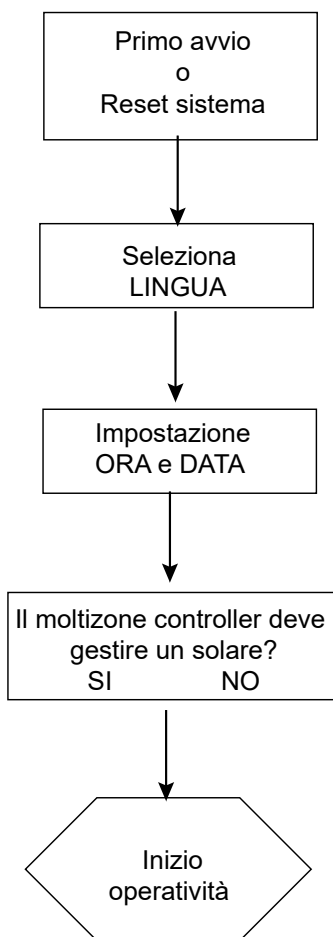 Primo avvio
o
Reset sistema
Seleziona
LINGUA
Impostazione
ORA e DATA
Il moltizone controller deve
gestire un solare?
SI NO
Inizio
operatività